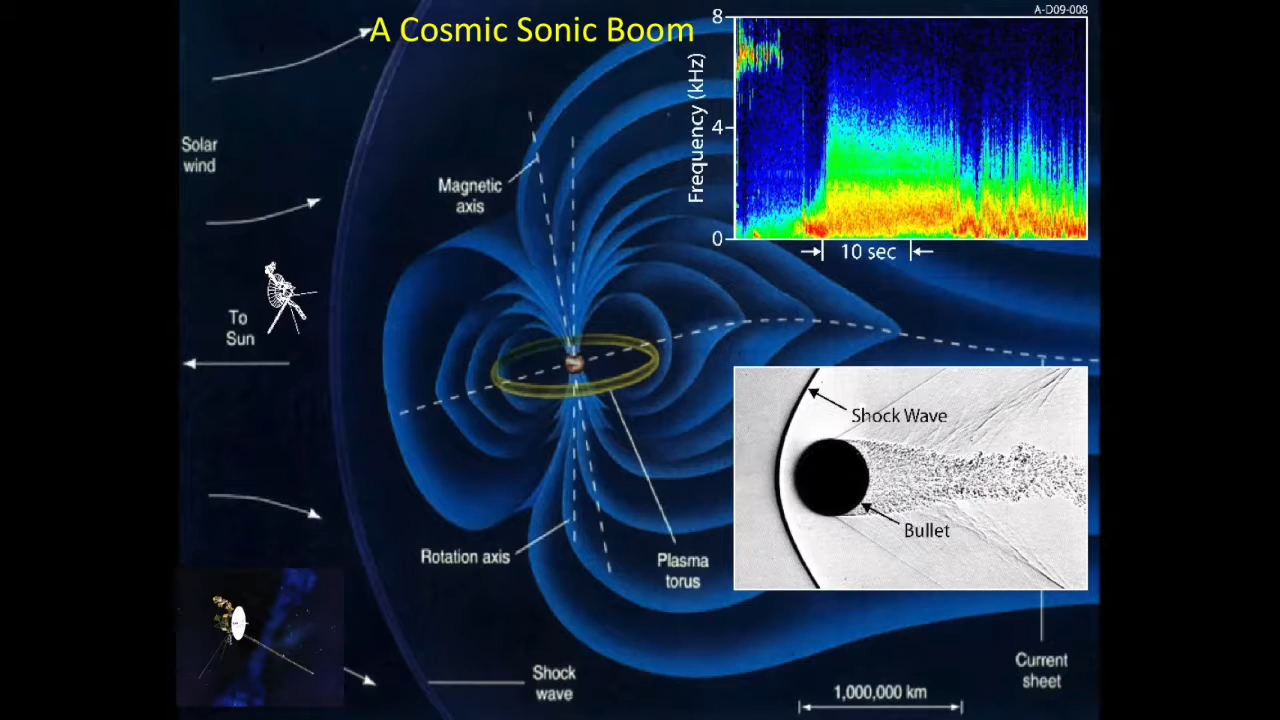 A Cosmic Sonic Boom
A-D09-008
8
Frequency (kHz)
4
0
10 sec
Solar
wind
Magnetic
axis
To
Sun
Shock Wave
Bullet
Rotation axis
Plasma
torus
Shock
wave
Current
sheet
1,000,000 km